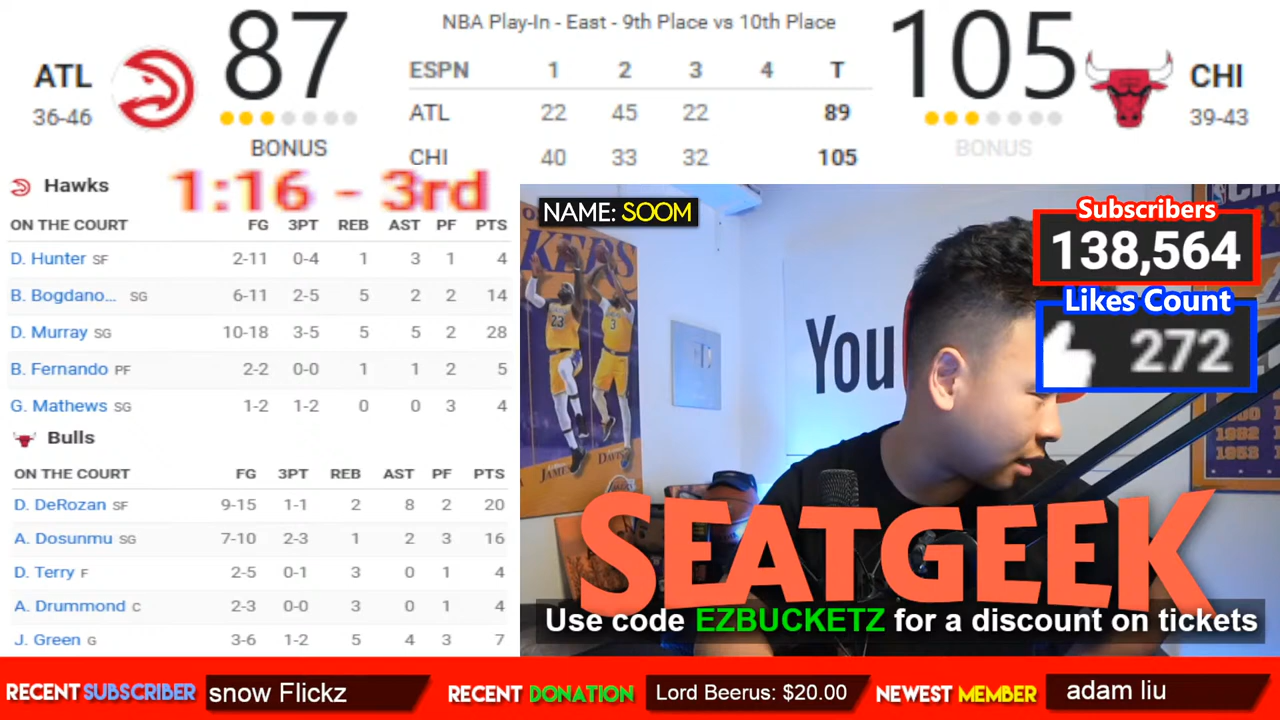 NBA Play-In - East - 9th Place vs 10th Place
ATL 87 105 CHI
36-46 39-43
BONUS BONUS
ESPN 1 2 3 4 T
ATL 22 45 22 89
CHI 40 33 32 105
Hawks 1:16 - 3rd
ON THE COURT FG 3PT REB AST PF PTS
D. Hunter SF 2-11 0-4 1 3 1 4
B. Bogdano... SG 6-11 2-5 5 2 2 14
D. Murray SG 10-18 3-5 5 5 2 28
B. Fernando PF 2-2 0-0 1 1 2 5
G. Mathews SG 1-2 1-2 0 0 3 4
Bulls
ON THE COURT FG 3PT REB AST PF PTS
D. DeRozan SF 9-15 1-1 2 8 2 20
A. Dosunmu SG 7-10 2-3 1 2 3 16
D. Terry F 2-5 0-1 3 0 1 4
A. Drummond C 2-3 0-0 3 0 1 4
J. Green G 3-6 1-2 5 4 3 7
NAME: SOOM
Subscribers
138,564
Likes Count
272
KERS
23
3
JAMES
DAVIS
You
SEATGEEK
Use code EZBUCKETZ for a discount on tickets
RECENT SUBSCRIBER snow Flickz
RECENT DONATION Lord Beerus: $20.00
NEWEST MEMBER adam liu